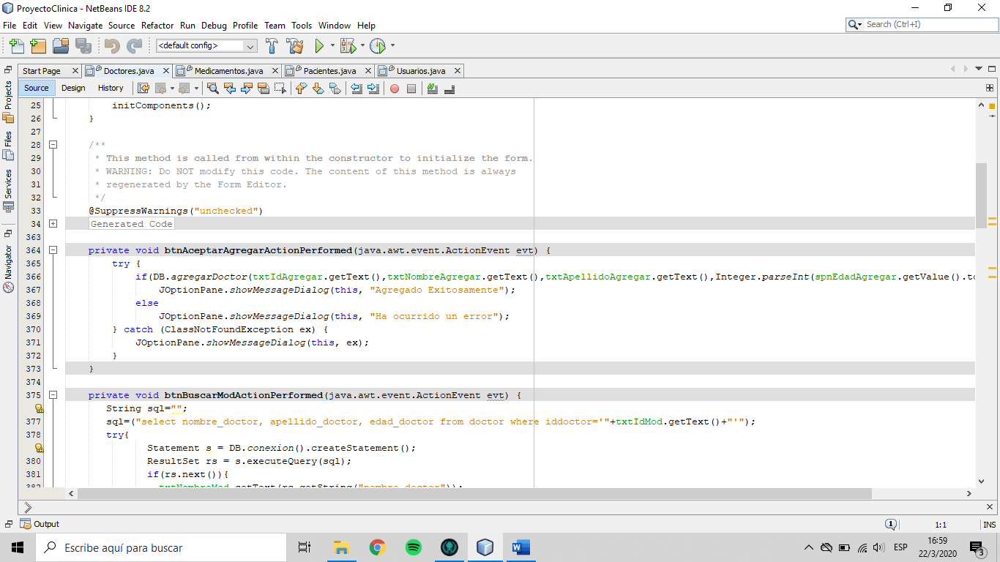 ProyectoClinica - NetBeans IDE 8.2
File Edit View Navigate Source Refactor Run Debug Profile Team Tools Window Help
Search (Ctrl+I)
<default config>
Start Page Doctores.java Medicamentos.java Pacientes.java Usuarios.java
Source Design History
Projects
Files
Services
Navigator
25 initComponents();
26 }
27
28 /**
29 * This method is called from within the constructor to initialize the form.
30 * WARNING: Do NOT modify this code. The content of this method is always
31 * regenerated by the Form Editor.
32 */
33 @SuppressWarnings("unchecked")
34 Generated Code
363
364 private void btnAceptarAgregarActionPerformed(java.awt.event.ActionEvent evt) {
365 try {
366 if(DB.agregarDoctor(txtIdAgregar.getText(),txtNombreAgregar.getText(),txtApellidoAgregar.getText(),Integer.parseInt(spnEdadAgregar.getValue().to
367 JOptionPane.showMessageDialog(this, "Agregado Exitosamente");
368 else
369 JOptionPane.showMessageDialog(this, "Ha ocurrido un error");
370 } catch (ClassNotFoundException ex) {
371 JOptionPane.showMessageDialog(this, ex);
372 }
373 }
374
375 private void btnBuscarModActionPerformed(java.awt.event.ActionEvent evt) {
String sql="";
377 sql=("select nombre_doctor, apellido_doctor, edad_doctor from doctor where iddoctor='"+txtIdMod.getText()+"'");
378 try{
Statement s = DB.conexion().createStatement();
380 ResultSet rs = s.executeQuery(sql);
381 if(rs.next()){
382 txtNombreMod.setText(rs.getString("nombre_doctor"));
Output
1
1:1 INS
Escribe aquí para buscar
ESP
16:59
22/3/2020
3